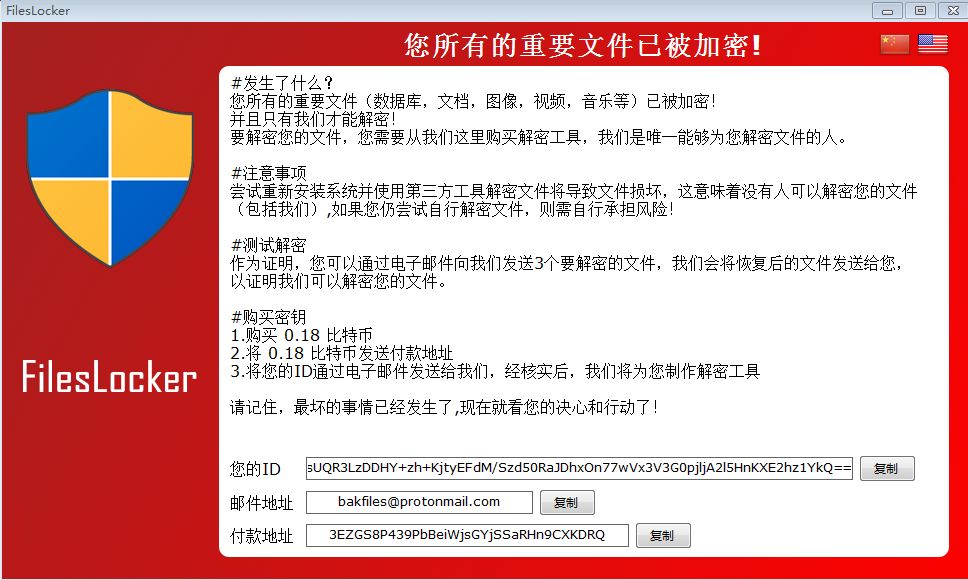 FilesLocker
您所有的重要文件已被加密!
#发生了什么？
您所有的重要文件（数据库，文档，图像，视频，音乐等）已被加密！
并且只有我们才能解密！
要解密您的文件，您需要从我们这里购买解密工具，我们是唯一能够为您解密文件的人。
#注意事项
尝试重新安装系统并使用第三方工具解密文件将导致文件损坏，这意味着没有人可以解密您的文件
（包括我们）,如果您仍尝试自行解密文件，则需自行承担风险！
#测试解密
作为证明，您可以通过电子邮件向我们发送3个要解密的文件，我们会将恢复后的文件发送给您，
以证明我们可以解密您的文件。
#购买密钥
1.购买 0.18 比特币
2.将 0.18 比特币发送付款地址
3.将您的ID通过电子邮件发送给我们，经核实后，我们将为您制作解密工具
请记住，最坏的事情已经发生了,现在就看您的决心和行动了！
FilesLocker
您的ID sUQR3LzDDHY+zh+KjtyEFdM/Szd50RaJDhxOn77wVx3V3G0pjljA2l5HnKXE2hz1YkQ== 复制
邮件地址 bakfiles@protonmail.com 复制
付款地址 3EZGS8P439PbBeiWjsGYjSSaRHn9CXKDRQ 复制